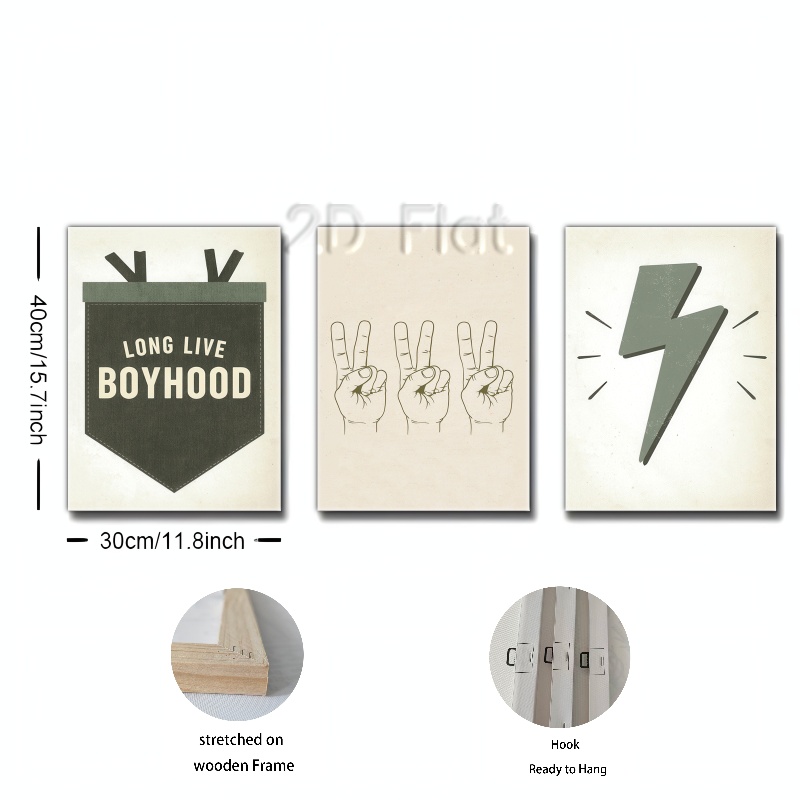 2D Flat
LONG LIVE
BOYHOOD
40cm/15.7inch
30cm/11.8inch
stretched on
wooden Frame
Hook
Ready to Hang